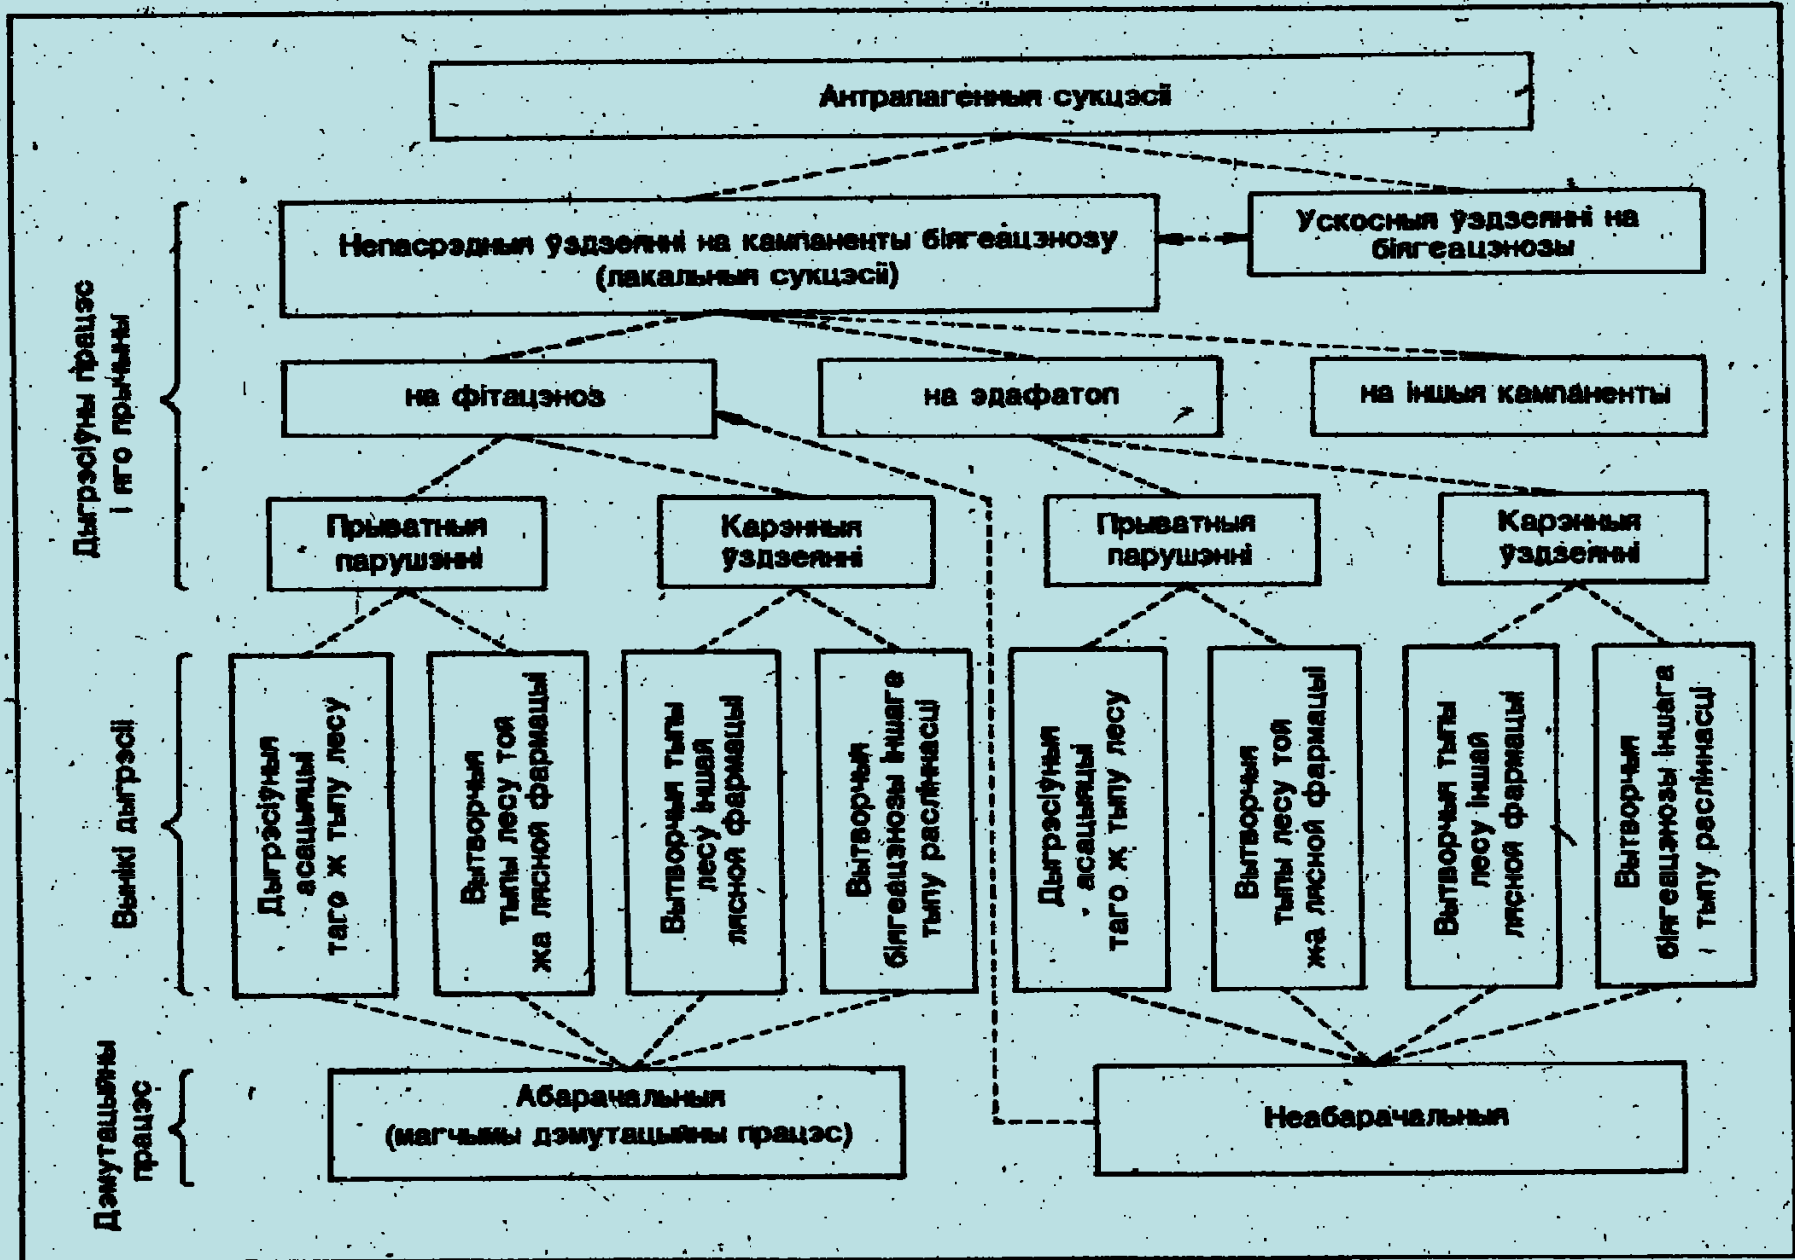 Антрапагенныя сукцэсіі
Непасрэдныя ўздзеянні на кампаненты біягеацэнозу
(лакальныя сукцэсіі)
Ускосныя ўздзеянні на
біягеацэнозы
Дыгрэсіўны працэс
і яго прычыны
на фітацэноз
на эдафатоп
на іншыя кампаненты
Прыватныя
парушэнні
Карэнныя
ўздзеянні
Прыватныя
парушэнні
Карэнныя
ўздзеянні
Вынікі дыгрэсіі
Дыгрэсіўныя
асацыяцыі
таго ж тыпу лесу
Вытворчыя
тыпы лесу той
жа лясной фармацыі
Вытворчыя тыпы
лесу іншай
лясной фармацыі
Вытворчыя
біягеацэнозы іншаге
тыпу расліннасці
Дыгрэсіўныя
асацыяцыі
таго ж тыпу лесу
Вытворчыя
тыпы лесу той
жа лясной фармацыі
Вытворчыя тыпы
лесу іншай
лясной фармацыі
Вытворчыя
біягеацэнозы іншага
тыпу расліннасці
Дэмутацыйны
працэс
Абарачальныя
(магчымы дэмутацыйны працэс)
Неабарачальныя